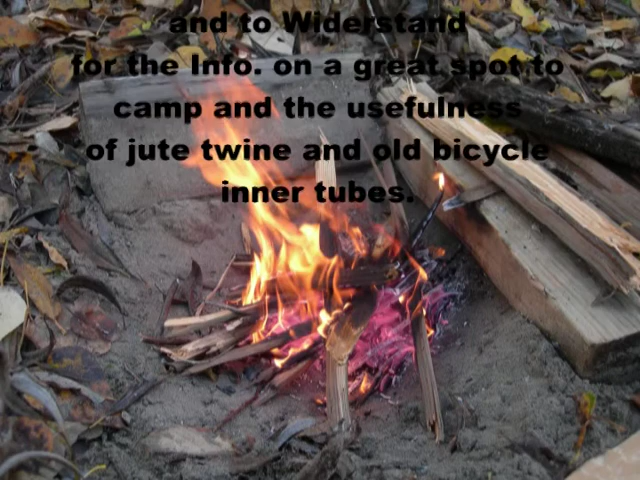 and to Widerstand
for the Info. on a great spot to
camp and the usefulness
of jute twine and old bicycle
inner tubes.